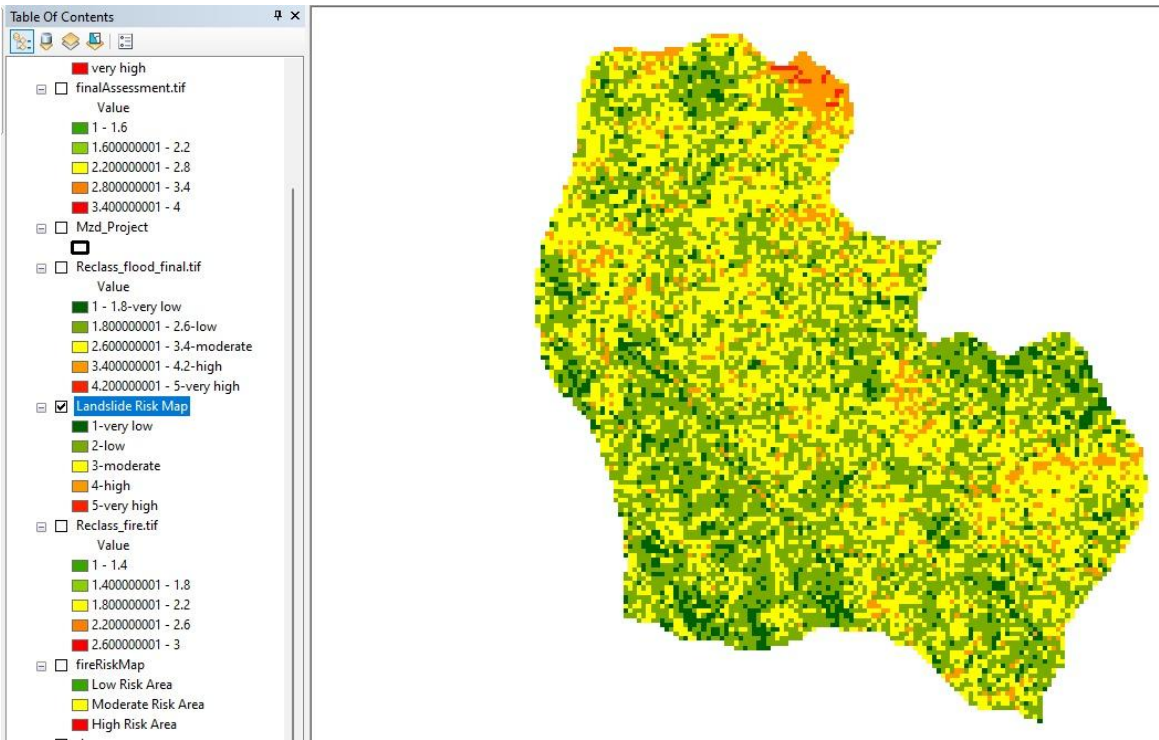 Table Of Contents
very high
finalAssessment.tif
Value
1 - 1.6
1.600000001 - 2.2
2.200000001 - 2.8
2.800000001 - 3.4
3.400000001 - 4
Mzd_Project
Reclass_flood_final.tif
Value
1 - 1.8-very low
1.800000001 - 2.6-low
2.600000001 - 3.4-moderate
3.400000001 - 4.2-high
4.200000001 - 5-very high
Landslide Risk Map
1-very low
2-low
3-moderate
4-high
5-very high
Reclass_fire.tif
Value
1 - 1.4
1.400000001 - 1.8
1.800000001 - 2.2
2.200000001 - 2.6
2.600000001 - 3
fireRiskMap
Low Risk Area
Moderate Risk Area
High Risk Area